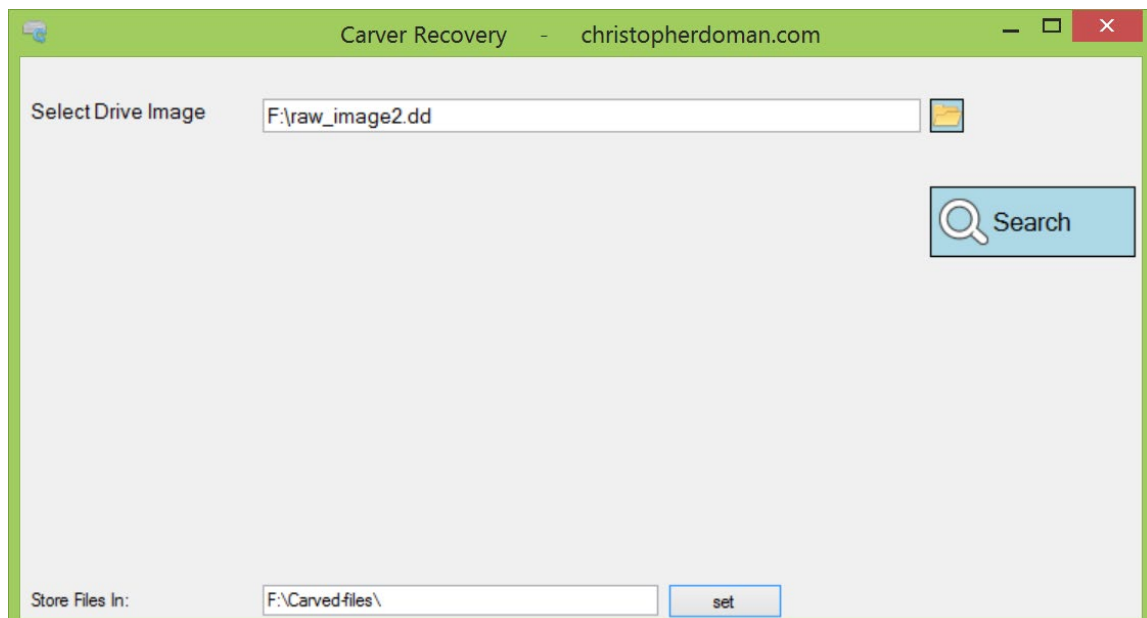 Carver Recovery - christopherdoman.com
Select Drive Image
F:\raw_image2.dd
Search
Store Files In:
F:\Carved-files\
set